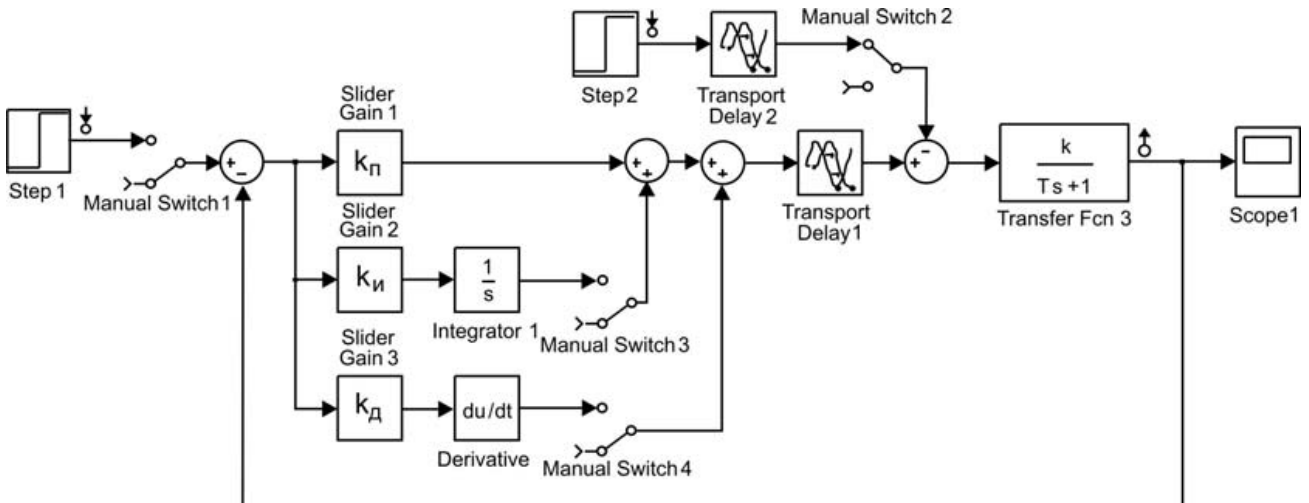 Manual Switch 2
Step 2
Transport
Delay 2
Step 1
Manual Switch 1
+
−
Slider
Gain 1
kп
+
+
+
+
Transport
Delay 1
+
−
k
Ts+1
Transfer Fcn 3
Scope1
Slider
Gain 2
kи
1
s
Integrator 1
Manual Switch 3
Slider
Gain 3
kд
du/dt
Derivative
Manual Switch 4